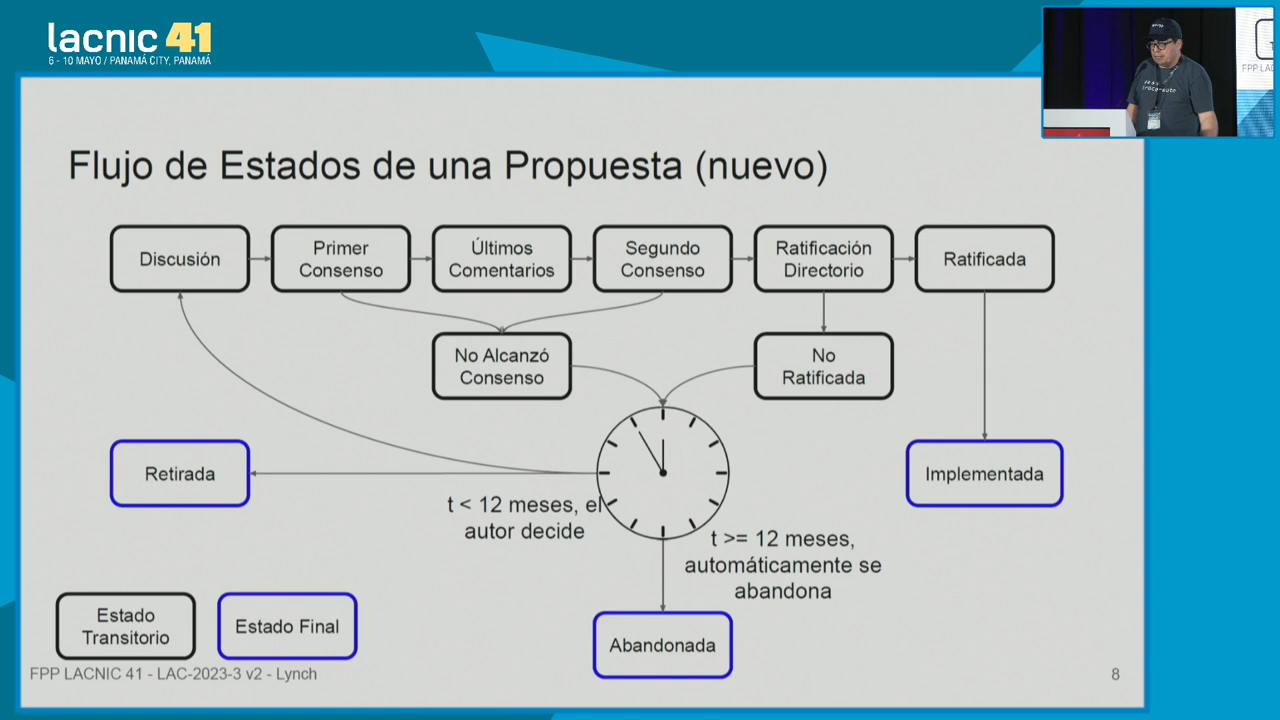 lacnic 41
6 - 10 MAYO / PANAMÁ CITY, PANAMÁ
FPP LAC
Flujo de Estados de una Propuesta (nuevo)
Discusión
Primer
Consenso
Últimos
Comentarios
Segundo
Consenso
Ratificación
Directorio
Ratificada
No Alcanzó
Consenso
No
Ratificada
Retirada
Implementada
t < 12 meses, el
autor decide
t >= 12 meses,
automáticamente se
abandona
Abandonada
Estado
Transitorio
Estado Final
FPP LACNIC 41 - LAC-2023-3 v2 - Lynch
8